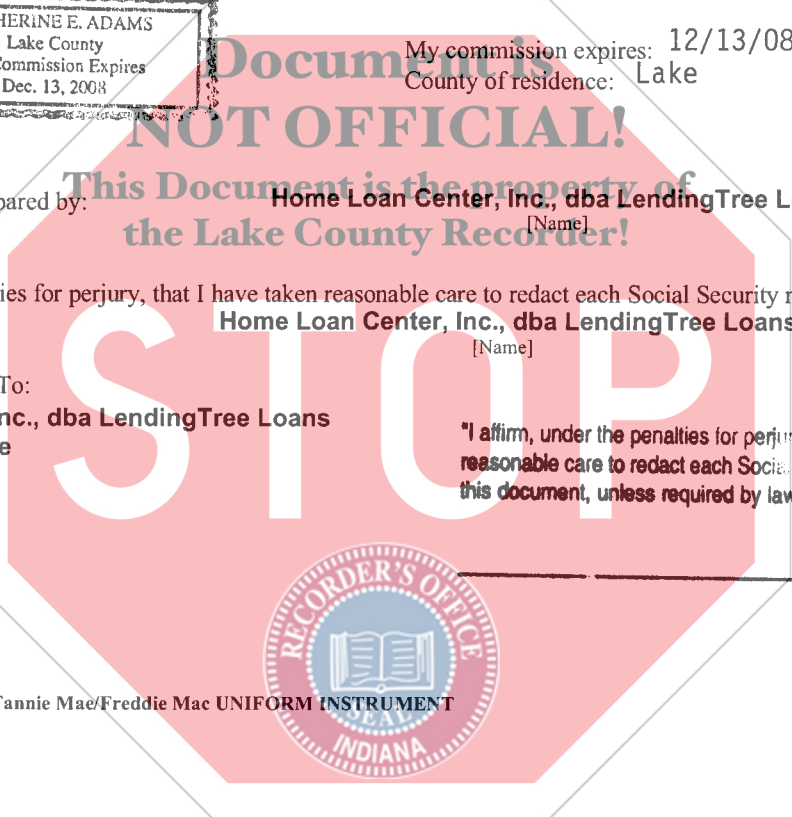 HERINE E. ADAMS
Lake County
Commission Expires
Dec. 13, 2008
My commission expires: 12/13/08
County of residence: Lake
Document is
NOT OFFICIAL!
This Document is the property of
the Lake County Recorder!
pared by: Home Loan Center, Inc., dba LendingTree L
[Name]
ies for perjury, that I have taken reasonable care to redact each Social Security
Home Loan Center, Inc., dba LendingTree Loans
[Name]
STOP
To:
nc., dba LendingTree Loans
e
"I affirm, under the penalties for perju
reasonable care to redact each Socia
this document, unless required by law
RECORDER'S OFFICE
SEAL
INDIANA
Fannie Mae/Freddie Mac UNIFORM INSTRUMENT